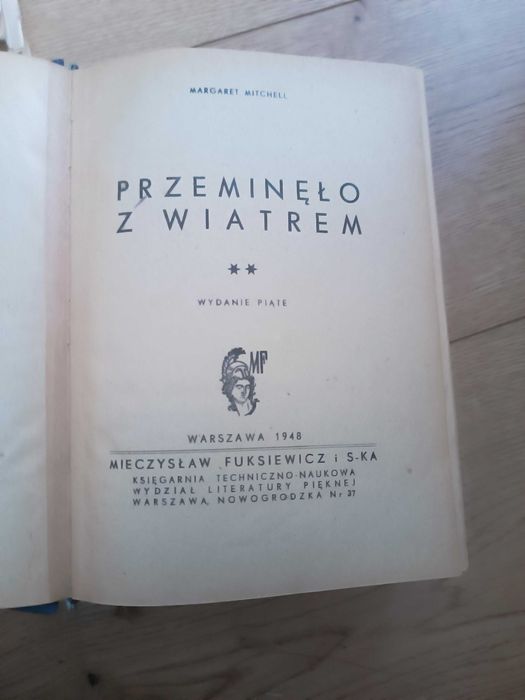 MARGARET MITCHELL
PRZEMINĘŁO
Z WIATREM
★★
WYDANIE PIĄTE
MF
WARSZAWA 1948
MIECZYSŁAW FUKSIEWICZ i S-KA
KSIĘGARNIA TECHNICZNO-NAUKOWA
WYDZIAŁ LITERATURY PIĘKNEJ
WARSZAWA, NOWOGRODZKA Nr 37